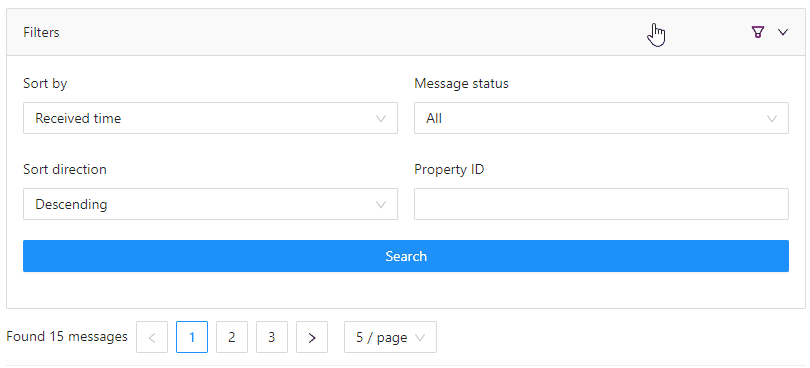 Filters
Sort by
Message status
Received time
All
Sort direction
Property ID
Descending
Search
Found 15 messages < 1 2 3 > 5 / page